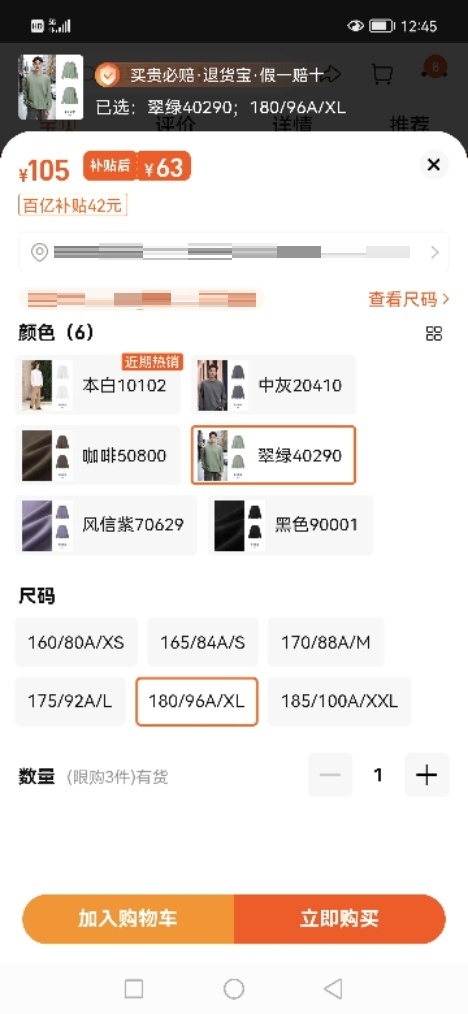 HD 5G 12:45
买贵必赔·退货宝·假一赔十
8
已选：翠绿40290；180/96A/XL
宝贝 评价 详情 推荐
¥105 补贴后 ¥63
百亿补贴42元
查看尺码
颜色（6）
近期热销
本白10102 中灰20410
咖啡50800 翠绿40290
风信紫70629 黑色90001
尺码
160/80A/XS 165/84A/S 170/88A/M
175/92A/L 180/96A/XL 185/100A/XXL
数量 (限购3件)有货 1
加入购物车 立即购买